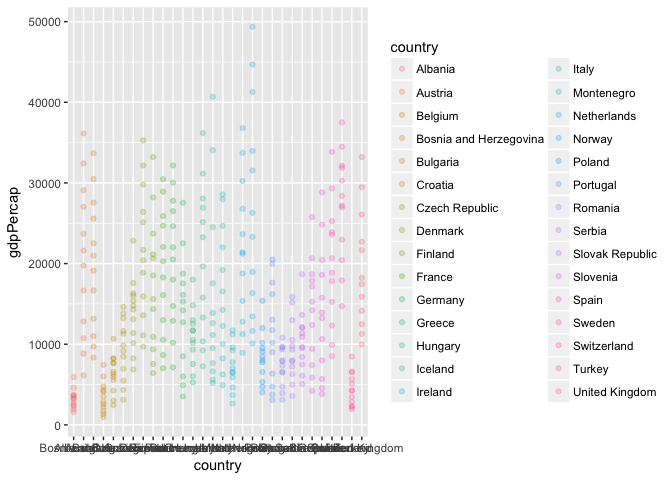 50000
40000
30000
20000
10000
0
gdpPercap
country
country
Albania
Austria
Belgium
Bosnia and Herzegovina
Bulgaria
Croatia
Czech Republic
Denmark
Finland
France
Germany
Greece
Hungary
Iceland
Ireland
Italy
Montenegro
Netherlands
Norway
Poland
Portugal
Romania
Serbia
Slovak Republic
Slovenia
Spain
Sweden
Switzerland
Turkey
United Kingdom